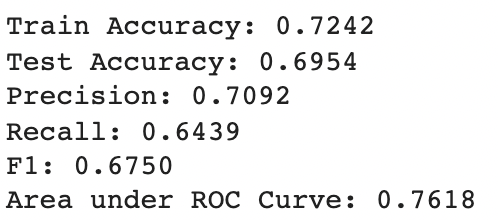 Train Accuracy: 0.7242
Test Accuracy: 0.6954
Precision: 0.7092
Recall: 0.6439
F1: 0.6750
Area under ROC Curve: 0.7618